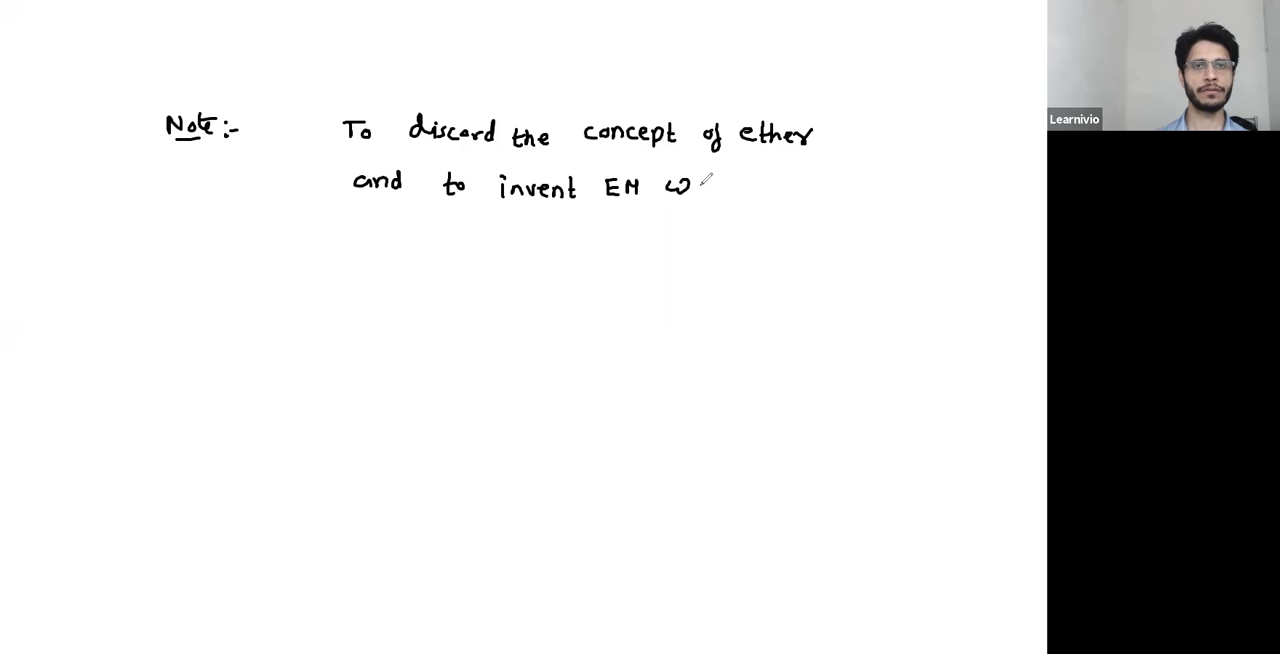 Note:- To discard the concept of ether
and to invent EM w
Learnivio